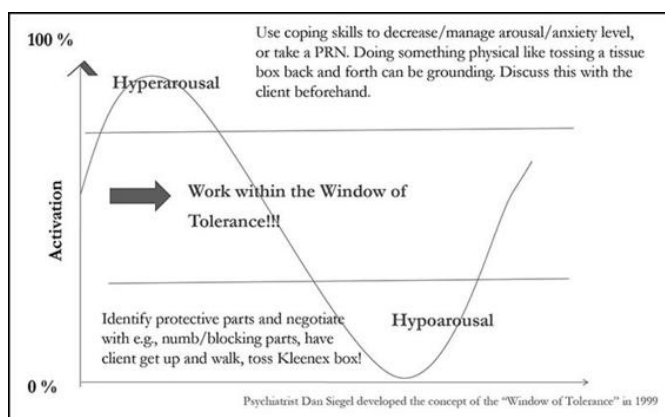 100 %
Use coping skills to decrease/manage arousal/anxiety level,
or take a PRN. Doing something physical like tossing a tissue
box back and forth can be grounding. Discuss this with the
client beforehand.
Hyperarousal
Activation
Work within the Window of
Tolerance!!!
Identify protective parts and negotiate
with e.g., numb/blocking parts, have
client get up and walk, toss Kleenex box!
Hypoarousal
0 %
Psychiatrist Dan Siegel developed the concept of the "Window of Tolerance" in 1999